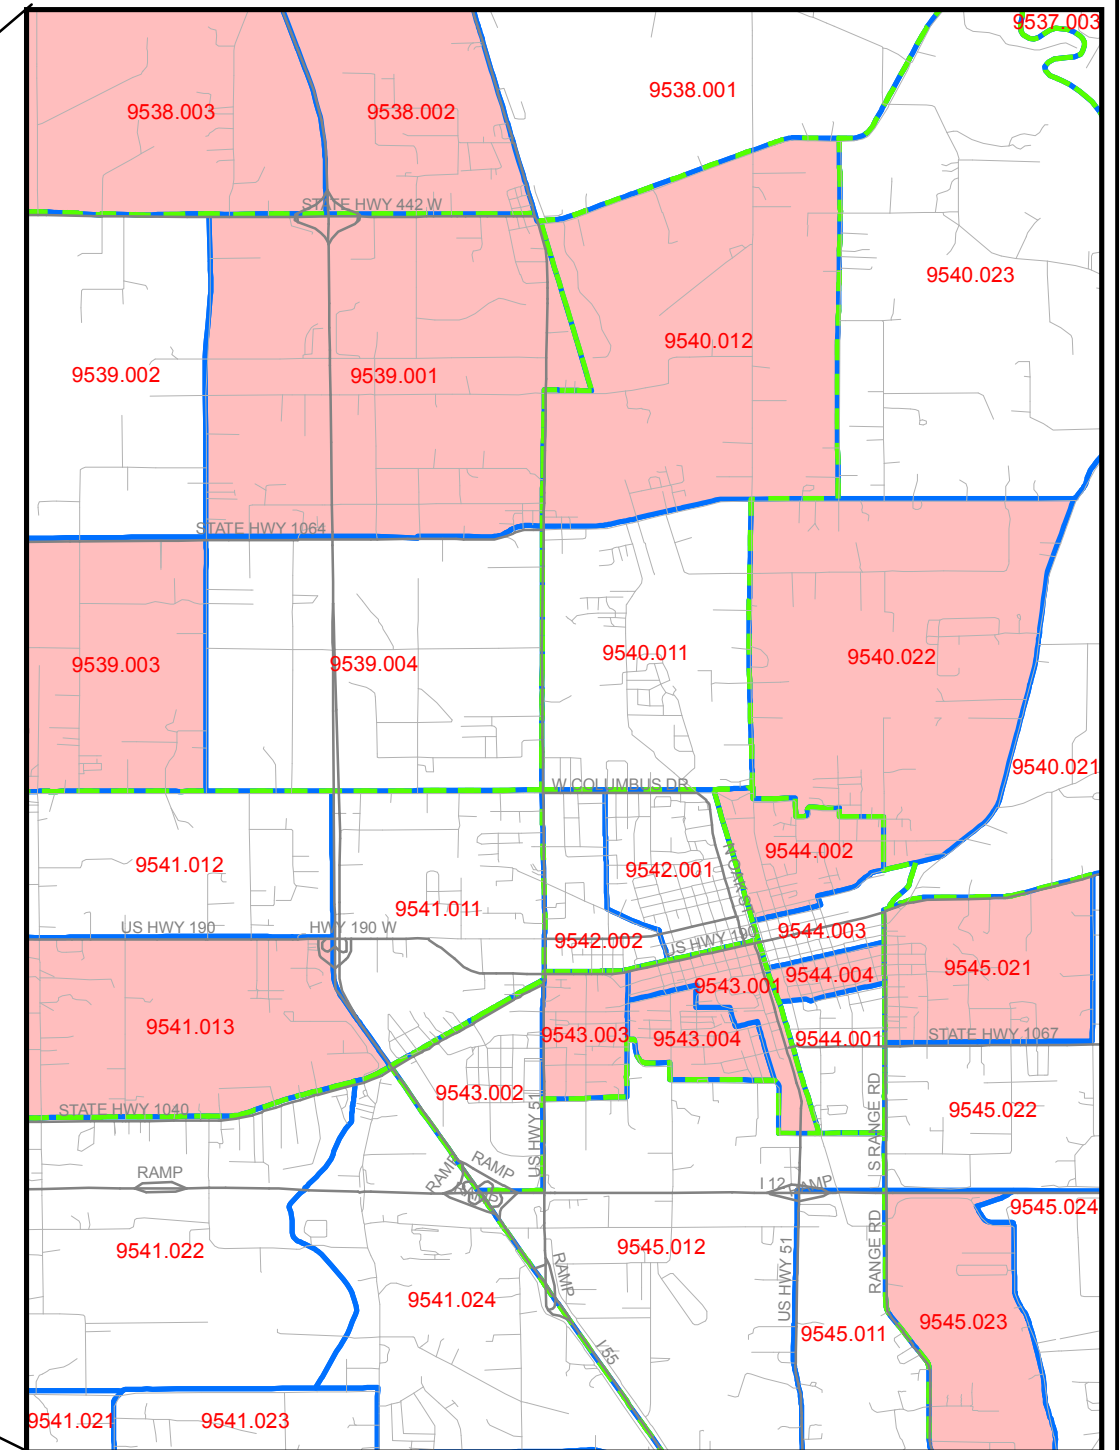 9537.003
9538.001
9538.003
9538.002
STATE HWY 442 W
9540.023
9540.012
9539.002
9539.001
STATE HWY 1064
9540.011
9540.022
9539.003
9539.004
9540.021
W COLUMBUS DR
9544.002
N OAK ST
9541.012
9542.001
9541.011
US HWY 190
HWY 190 W
9544.003
9542.002
US HWY 190
9545.021
9544.004
9543.001
9541.013
9543.003
9543.004
9544.001
STATE HWY 1067
9543.002
STATE HWY 1040
9545.022
US HWY 51
S RANGE RD
RAMP
RAMP
RAMP
RAMP
I 12
RAMP
9545.024
9541.022
9545.012
RANGE RD
US HWY 51
RAMP
9541.024
9545.023
9545.011
I 55
9541.021
9541.023